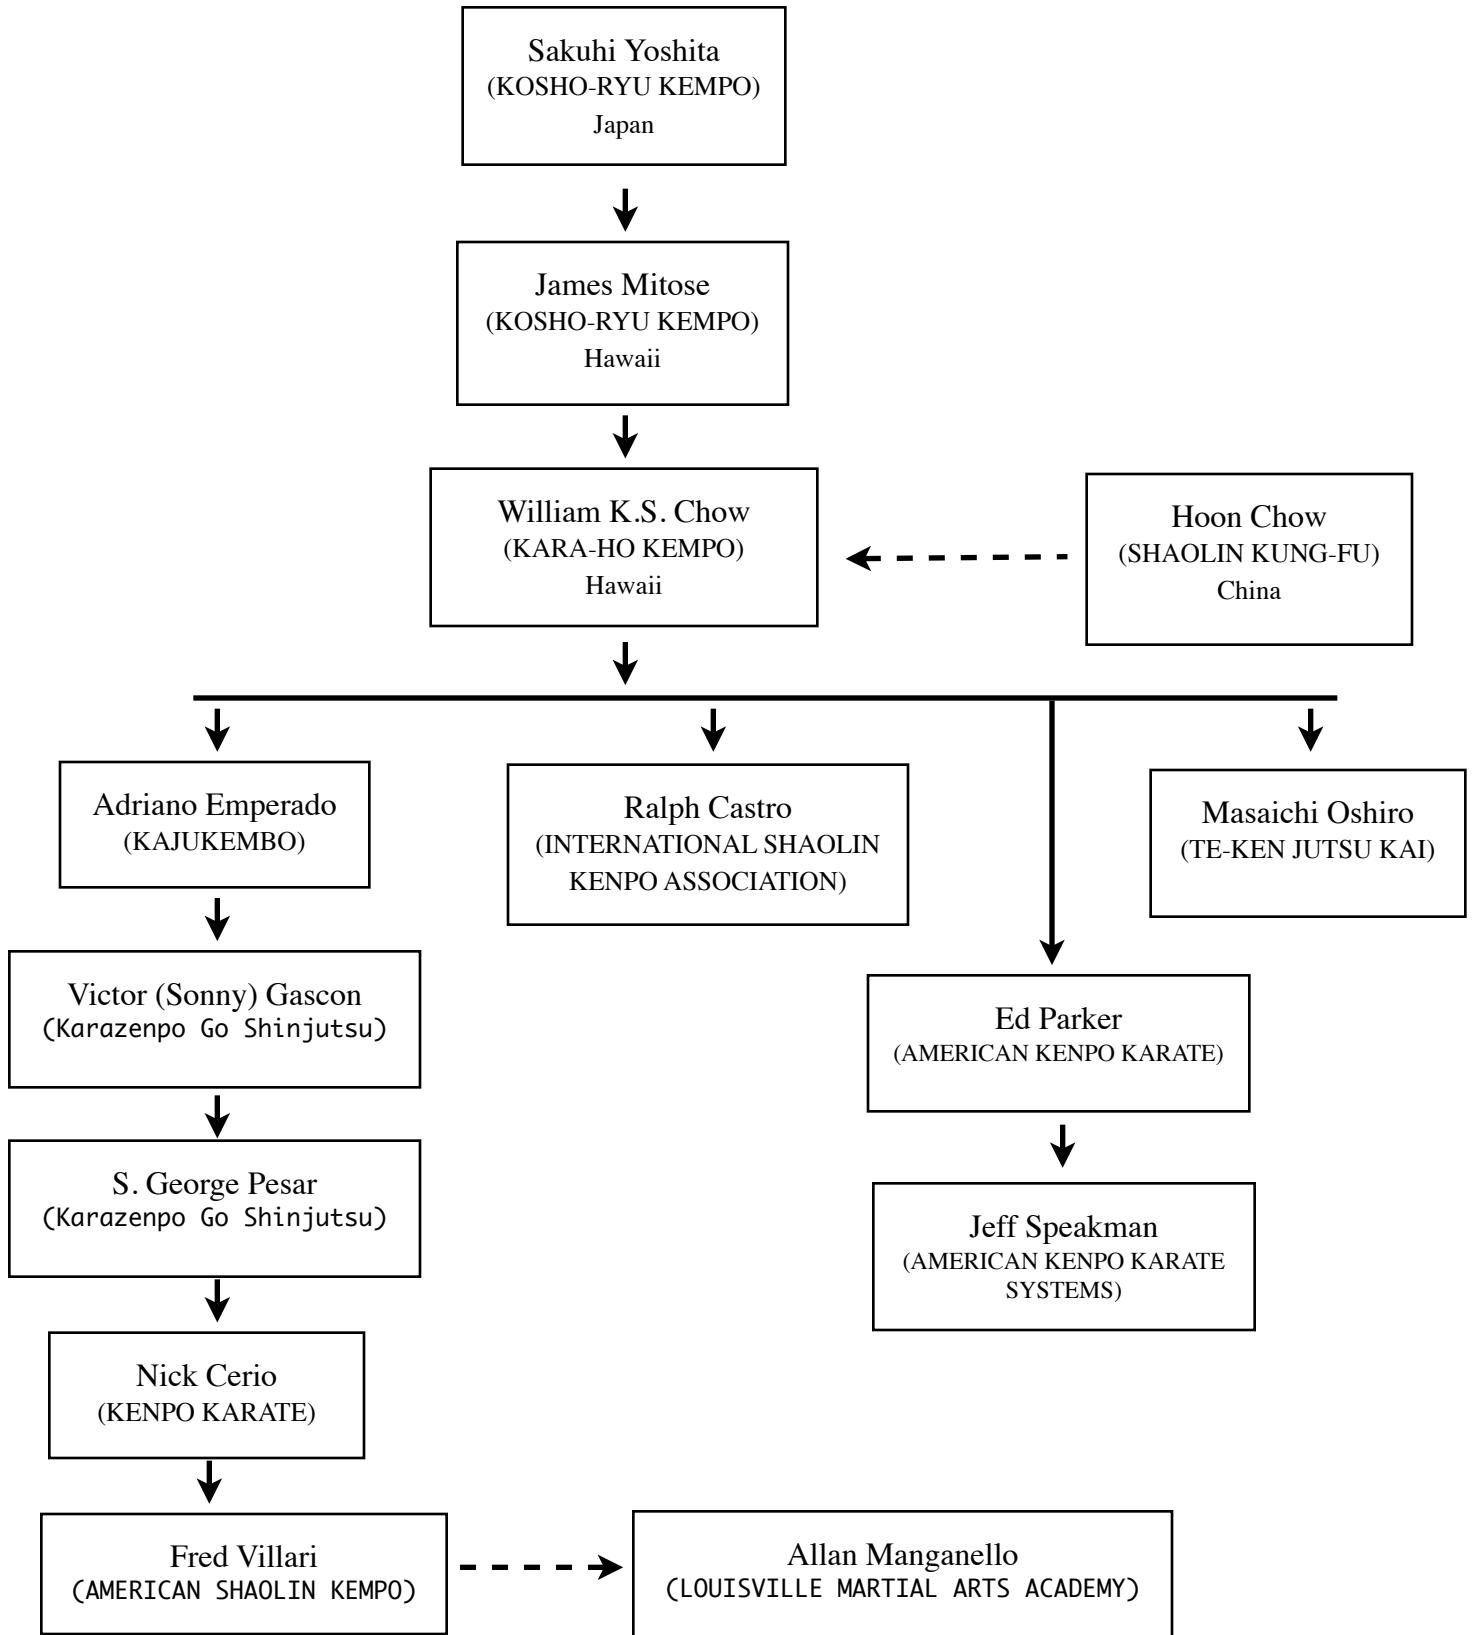 Sakuhi Yoshita
(KOSHO-RYU KEMPO)
Japan
James Mitose
(KOSHO-RYU KEMPO)
Hawaii
William K.S. Chow
(KARA-HO KEMPO)
Hawaii
Hoon Chow
(SHAOLIN KUNG-FU)
China
Adriano Emperado
(KAJUKEMBO)
Ralph Castro
(INTERNATIONAL SHAOLIN
KENPO ASSOCIATION)
Masaichi Oshiro
(TE-KEN JUTSU KAI)
Victor (Sonny) Gascon
(Karazenpo Go Shinjutsu)
Ed Parker
(AMERICAN KENPO KARATE)
S. George Pesar
(Karazenpo Go Shinjutsu)
Jeff Speakman
(AMERICAN KENPO KARATE
SYSTEMS)
Nick Cerio
(KENPO KARATE)
Fred Villari
(AMERICAN SHAOLIN KEMPO)
Allan Manganello
(LOUISVILLE MARTIAL ARTS ACADEMY)